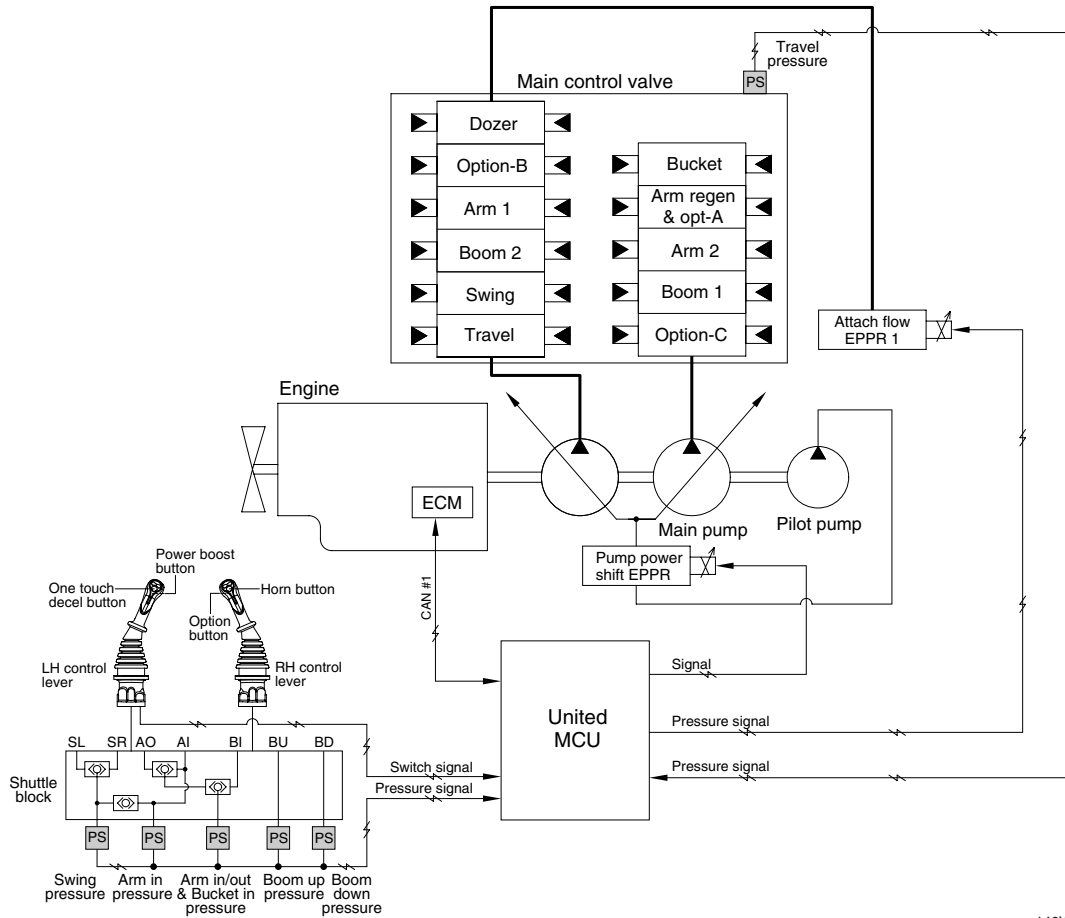 Travel
pressure
PS
Main control valve
Dozer
Option-B
Arm 1
Boom 2
Swing
Travel
Bucket
Arm regen
& opt-A
Arm 2
Boom 1
Option-C
Attach flow
EPPR 1
Engine
ECM
Main pump
Pilot pump
Pump power
shift EPPR
CAN #1
Power boost
button
One touch
decel button
Horn button
Option
button
LH control
lever
RH control
lever
United
MCU
Signal
Pressure signal
Pressure signal
Switch signal
Pressure signal
SL SR AO AI BI BU BD
Shuttle
block
PS PS PS PS PS
Swing
pressure
Arm in
pressure
Arm in/out
& Bucket in
pressure
Boom up
pressure
Boom
down
pressure